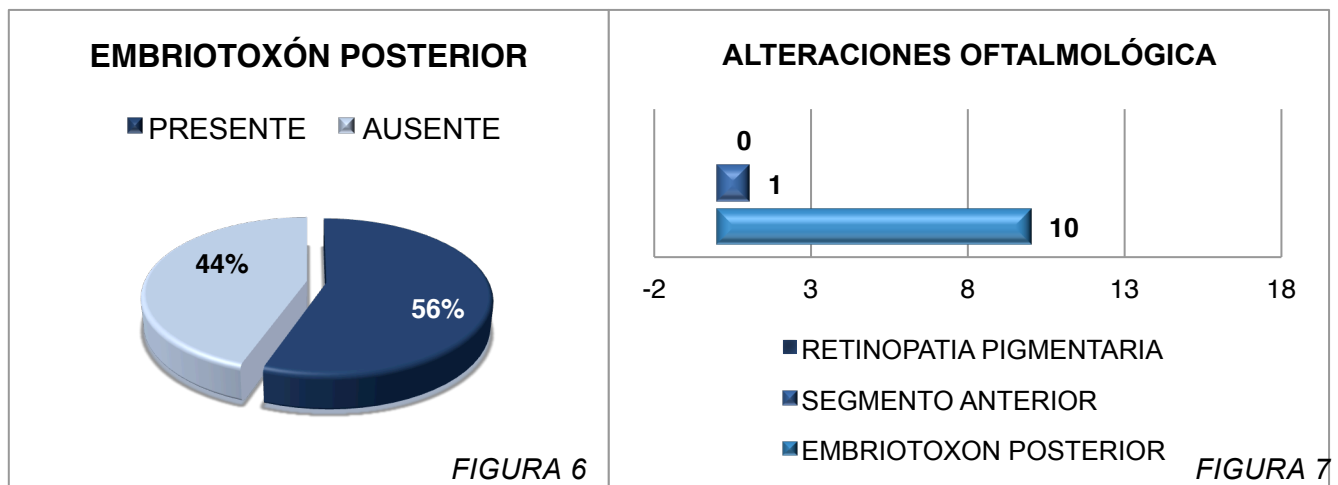 EMBRIOTOXÓN POSTERIOR
PRESENTE AUSENTE
44%
56%
FIGURA 6
ALTERACIONES OFTALMOLÓGICA
0
1
10
-2 3 8 13 18
RETINOPATIA PIGMENTARIA
SEGMENTO ANTERIOR
EMBRIOTOXON POSTERIOR
FIGURA 7